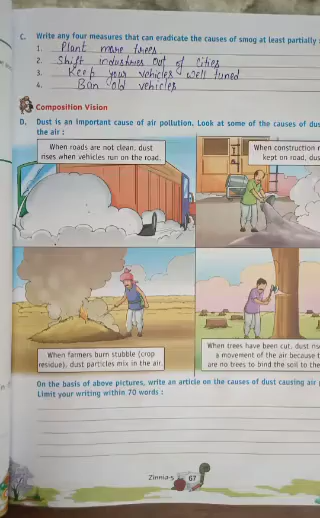 C. Write any four measures that can eradicate the causes of smog at least partially
1. Plant more trees
2. Shift industries out of cities
3. Keep your vehicles well tuned
4. Ban old vehicles
Composition Vision
D. Dust is an important cause of air pollution. Look at some of the causes of
the air :
When roads are not clean, dust
rises when vehicles run on the road.
When construction
kept on road,
When farmers burn stubble (crop
residue), dust particles mix in the air.
When trees have been cut, dust
a movement of the air because
are no trees to bind the soil to the
On the basis of above pictures, write an article on the causes of dust causing air
Limit your writing within 70 words :
Zinnia-5 67